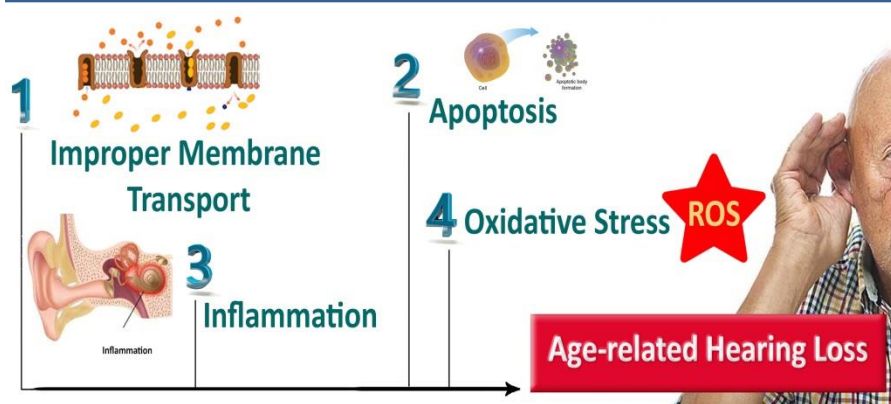 1
Improper Membrane
Transport
2
Cell
Apoptotic body
formation
Apoptosis
3
Inflammation
Inflammation
4
Oxidative Stress
ROS
Age-related Hearing Loss